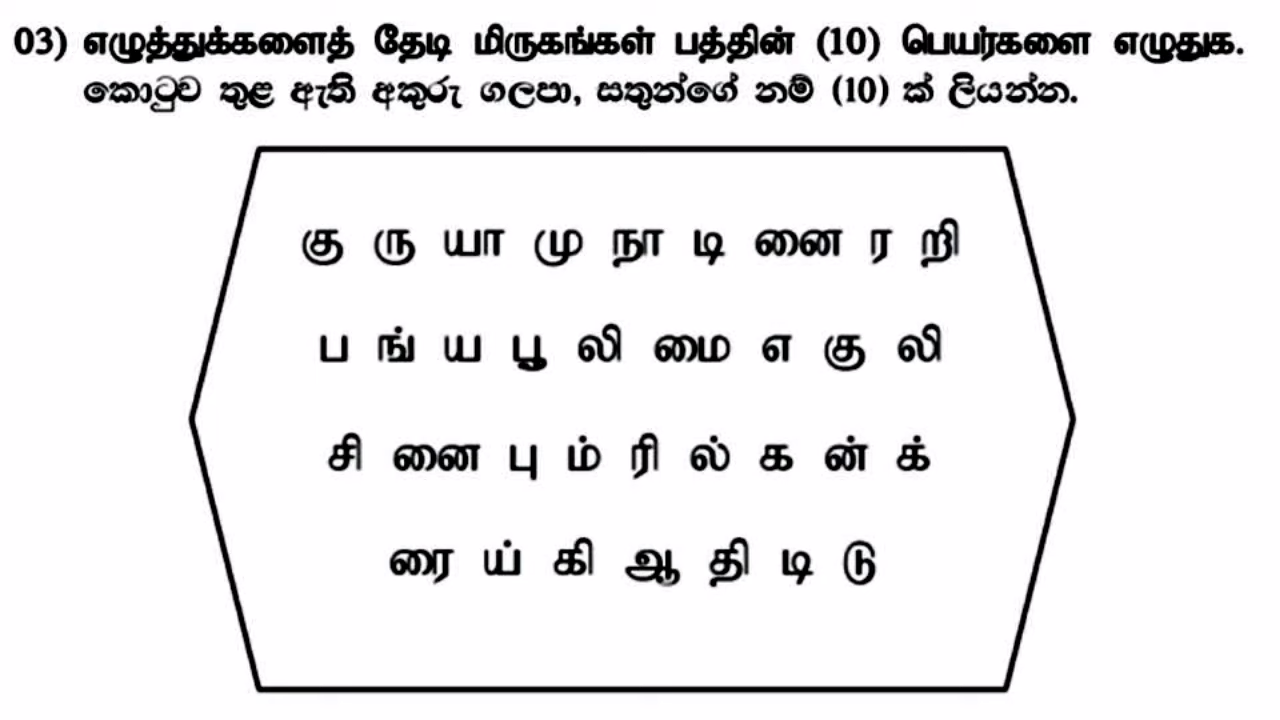 03) எழுத்துக்களைத் தேடி மிருகங்கள் பத்தின் (10) பெயர்களை எழுதுக.
කොටුව තුළ ඇති අකුරු ගලපා, සතුන්ගේ නම් (10) ක් ලියන්න.
கு ரு யா மு நா டி னை ர றி
ப ங் ய பூ லி மை எ கு லி
சி னை பு ம் ரி ல் க ன் க்
ரை ய் கி ஆ தி டி டு